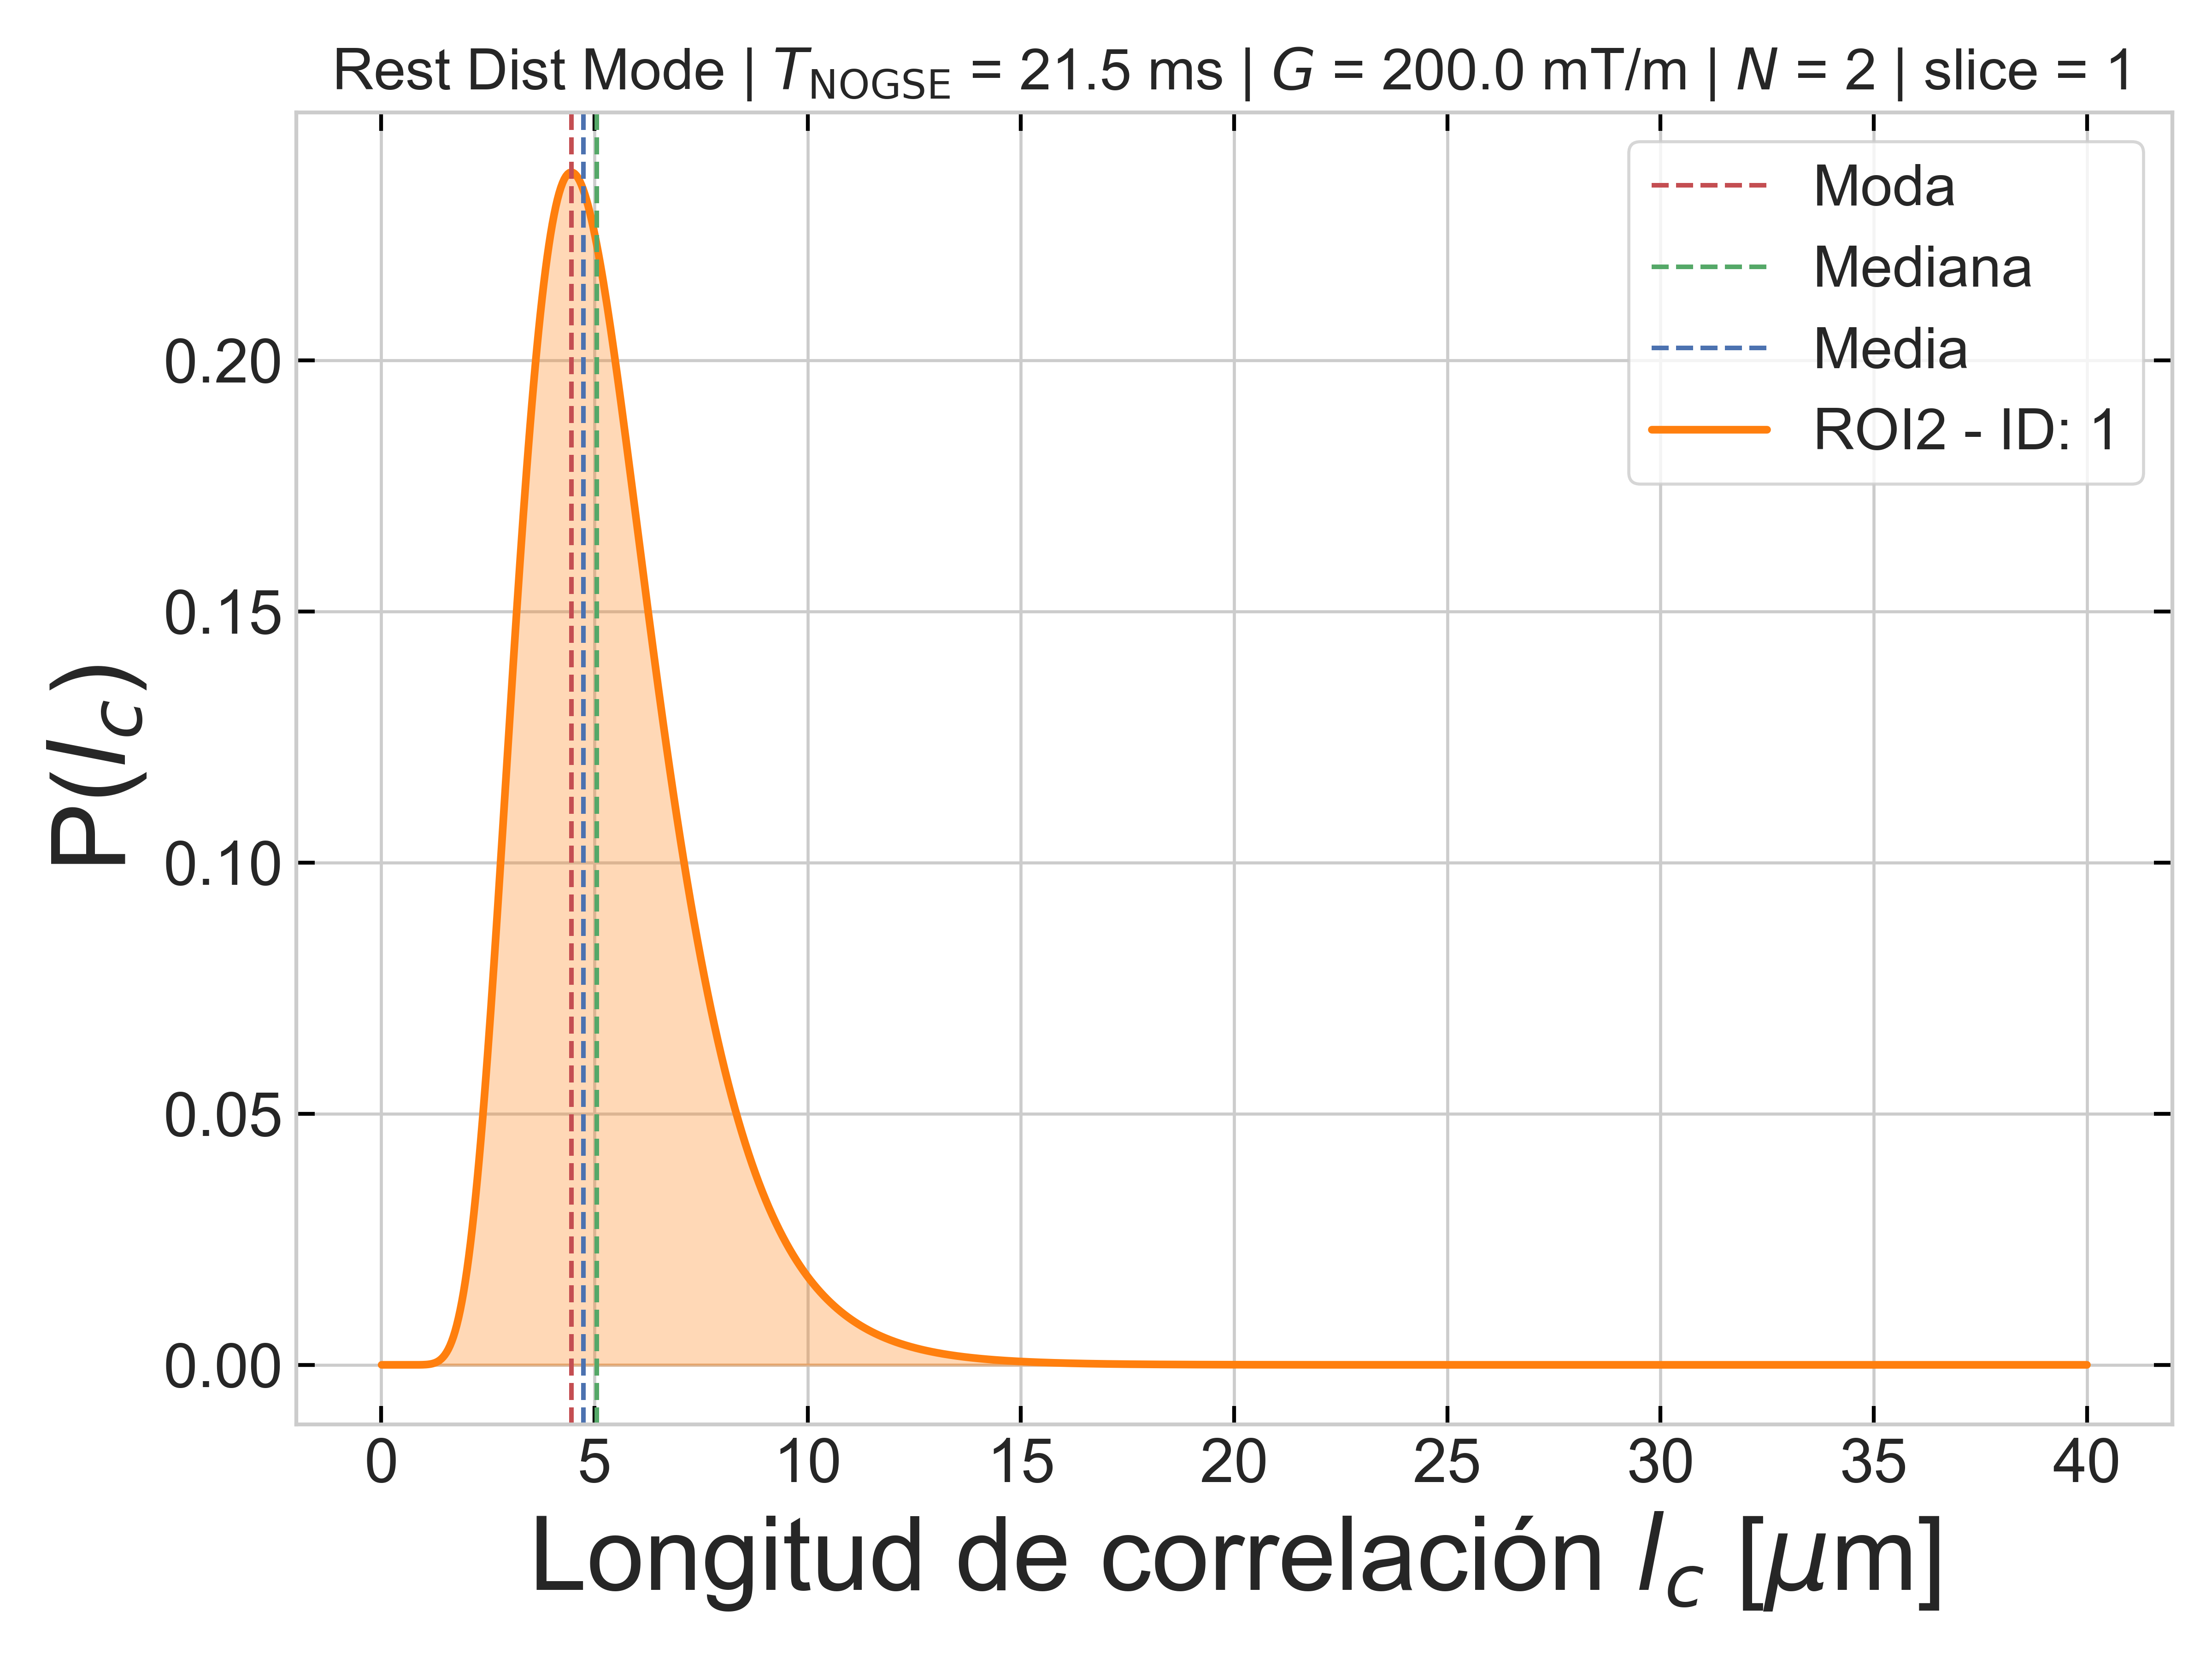 Rest Dist Mode | T_NOGSE = 21.5 ms | G = 200.0 mT/m | N = 2 | slice = 1
Moda
Mediana
Media
ROI2 - ID: 1
P(l_c)
0.20
0.15
0.10
0.05
0.00
0 5 10 15 20 25 30 35 40
Longitud de correlación l_c [μm]